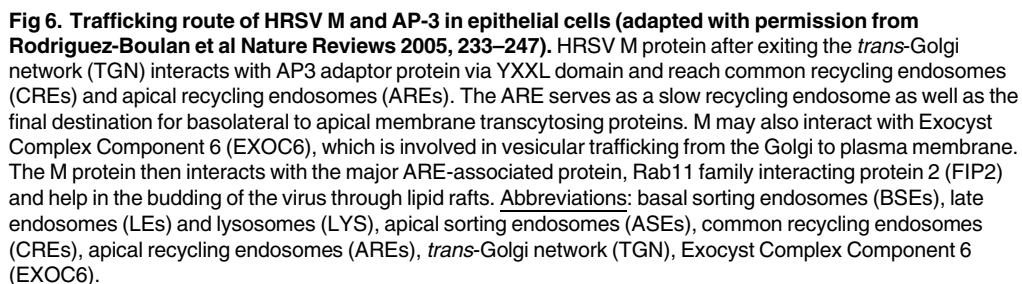 Fig 6. Trafficking route of HRSV M and AP-3 in epithelial cells (adapted with permission from
Rodriguez-Boulan et al Nature Reviews 2005, 233–247). HRSV M protein after exiting the trans-Golgi
network (TGN) interacts with AP3 adaptor protein via YXXL domain and reach common recycling endosomes
(CREs) and apical recycling endosomes (AREs). The ARE serves as a slow recycling endosome as well as the
final destination for basolateral to apical membrane transcytosing proteins. M may also interact with Exocyst
Complex Component 6 (EXOC6), which is involved in vesicular trafficking from the Golgi to plasma membrane.
The M protein then interacts with the major ARE-associated protein, Rab11 family interacting protein 2 (FIP2)
and help in the budding of the virus through lipid rafts. Abbreviations: basal sorting endosomes (BSEs), late
endosomes (LEs) and lysosomes (LYS), apical sorting endosomes (ASEs), common recycling endosomes
(CREs), apical recycling endosomes (AREs), trans-Golgi network (TGN), Exocyst Complex Component 6
(EXOC6).